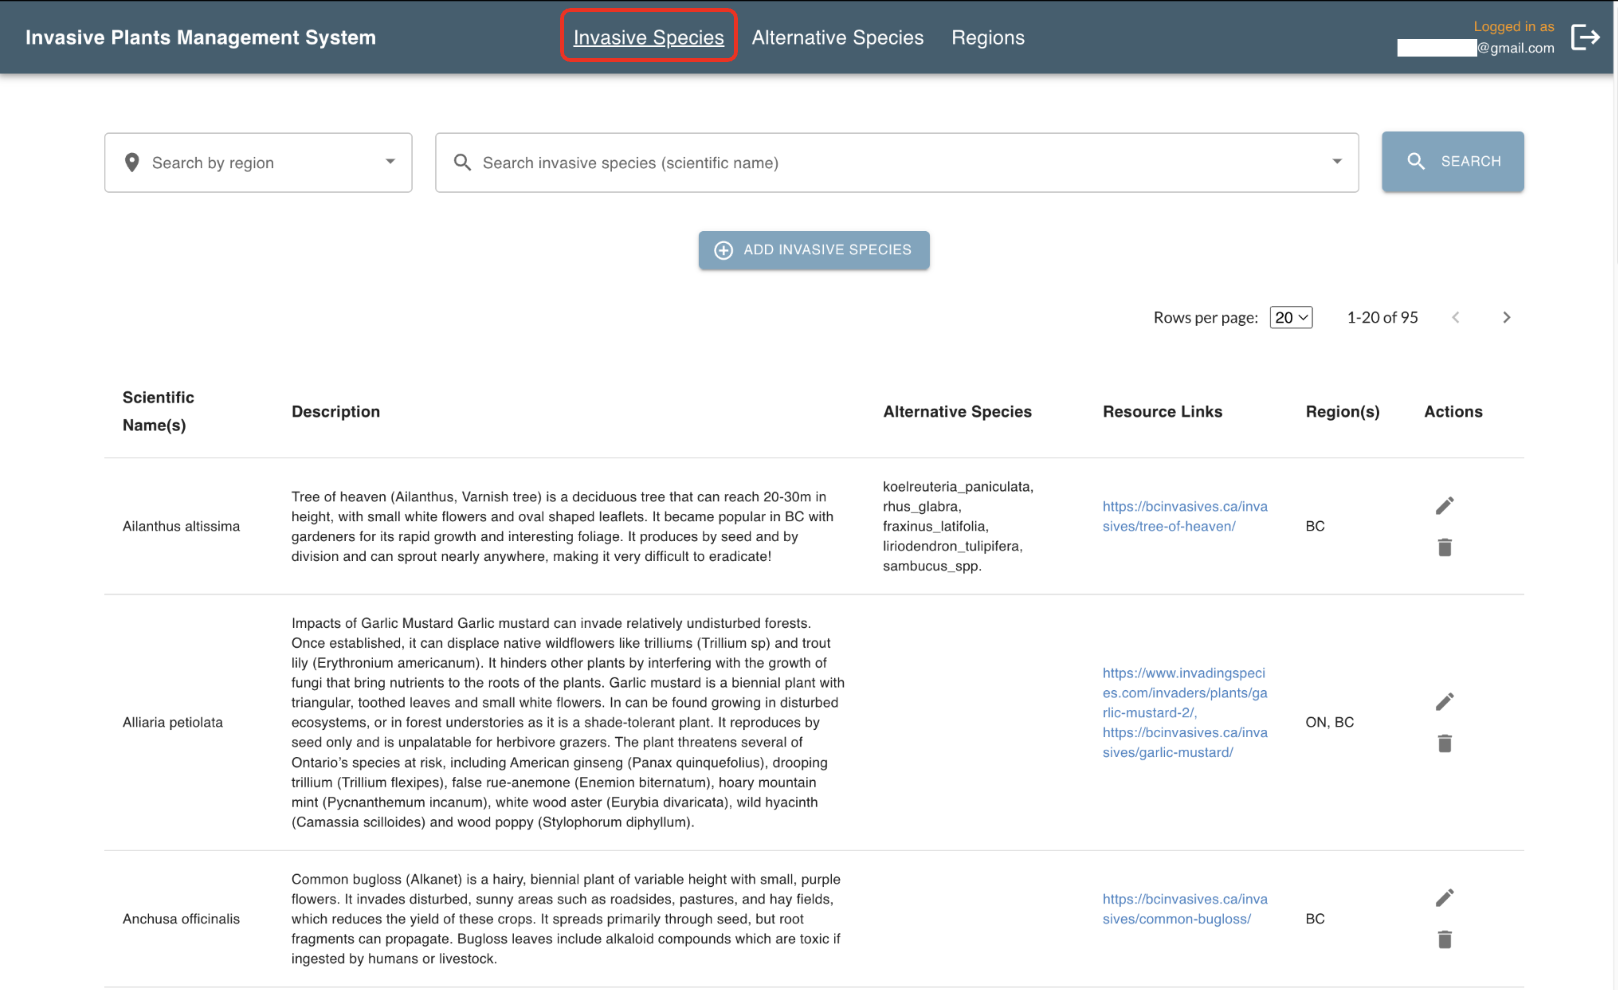 Invasive Plants Management System
Invasive Species
Alternative Species
Regions
Logged in as
@gmail.com
Search by region
Search invasive species (scientific name)
SEARCH
ADD INVASIVE SPECIES
Rows per page: 20 1-20 of 95
Scientific
Name(s)
Description
Alternative Species
Resource Links
Region(s)
Actions
Ailanthus altissima
Tree of heaven (Ailanthus, Varnish tree) is a deciduous tree that can reach 20-30m in
height, with small white flowers and oval shaped leaflets. It became popular in BC with
gardeners for its rapid growth and interesting foliage. It produces by seed and by
division and can sprout nearly anywhere, making it very difficult to eradicate!
koelreuteria_paniculata,
rhus_glabra,
fraxinus_latifolia,
liriodendron_tulipifera,
sambucus_spp.
https://bcinvasives.ca/inva
sives/tree-of-heaven/
BC
Alliaria petiolata
Impacts of Garlic Mustard Garlic mustard can invade relatively undisturbed forests.
Once established, it can displace native wildflowers like trilliums (Trillium sp) and trout
lily (Erythronium americanum). It hinders other plants by interfering with the growth of
fungi that bring nutrients to the roots of the plants. Garlic mustard is a biennial plant with
triangular, toothed leaves and small white flowers. In can be found growing in disturbed
ecosystems, or in forest understories as it is a shade-tolerant plant. It reproduces by
seed only and is unpalatable for herbivore grazers. The plant threatens several of
Ontario's species at risk, including American ginseng (Panax quinquefolius), drooping
trillium (Trillium flexipes), false rue-anemone (Enemion biternatum), hoary mountain
mint (Pycnanthemum incanum), white wood aster (Eurybia divaricata), wild hyacinth
(Camassia scilloides) and wood poppy (Stylophorum diphyllum).
https://www.invadingspeci
es.com/invaders/plants/ga
rlic-mustard-2/,
https://bcinvasives.ca/inva
sives/garlic-mustard/
ON, BC
Anchusa officinalis
Common bugloss (Alkanet) is a hairy, biennial plant of variable height with small, purple
flowers. It invades disturbed, sunny areas such as roadsides, pastures, and hay fields,
which reduces the yield of these crops. It spreads primarily through seed, but root
fragments can propagate. Bugloss leaves include alkaloid compounds which are toxic if
ingested by humans or livestock.
https://bcinvasives.ca/inva
sives/common-bugloss/
BC